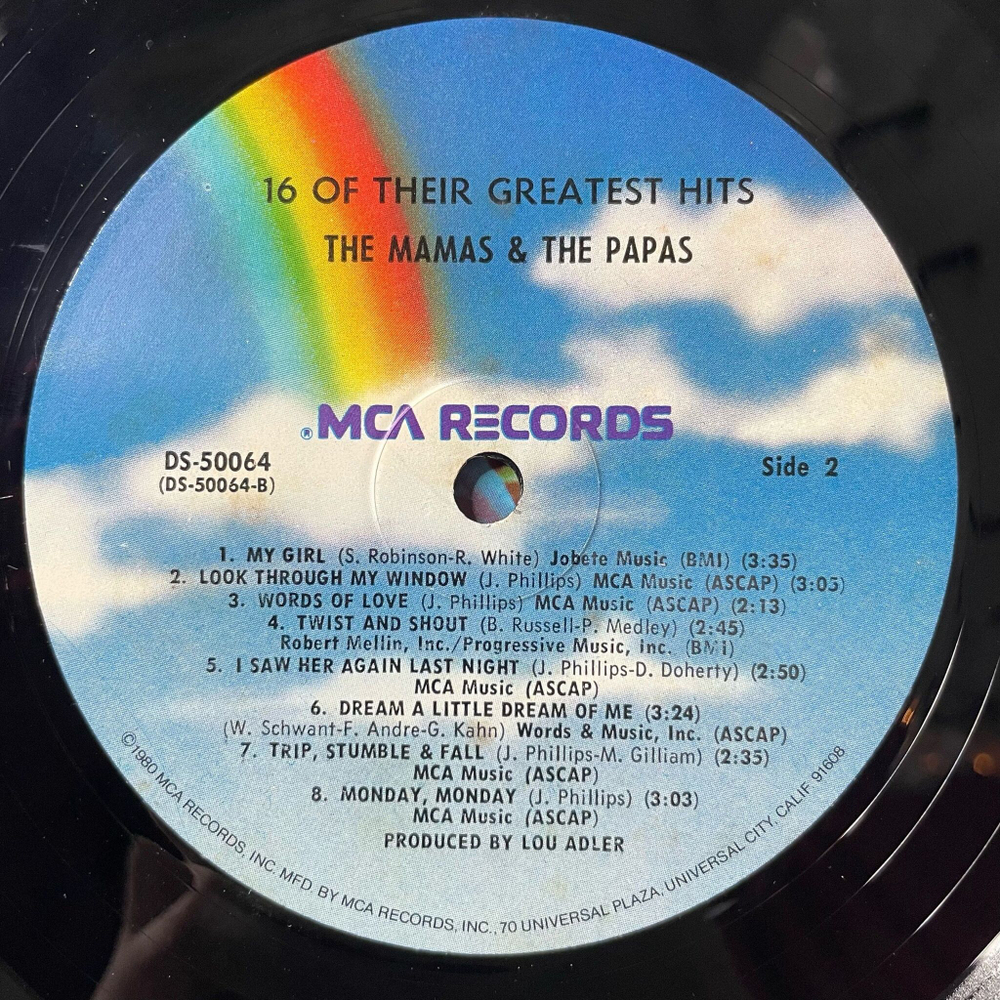 16 OF THEIR GREATEST HITS
THE MAMAS & THE PAPAS
® MCA RECORDS
DS-50064
(DS-50064-B)
Side 2
1. MY GIRL (S. Robinson-R. White) Jobete Music (BMI) (3:35)
2. LOOK THROUGH MY WINDOW (J. Phillips) MCA Music (ASCAP) (3:05)
3. WORDS OF LOVE (J. Phillips) MCA Music (ASCAP) (2:13)
4. TWIST AND SHOUT (B. Russell-P. Medley) (2:45)
Robert Mellin, Inc./Progressive Music, Inc. (BMI)
5. I SAW HER AGAIN LAST NIGHT (J. Phillips-D. Doherty) (2:50)
MCA Music (ASCAP)
6. DREAM A LITTLE DREAM OF ME (3:24)
(W. Schwant-F. Andre-G. Kahn) Words & Music, Inc. (ASCAP)
7. TRIP, STUMBLE & FALL (J. Phillips-M. Gilliam) (2:35)
MCA Music (ASCAP)
8. MONDAY, MONDAY (J. Phillips) (3:03)
MCA Music (ASCAP)
PRODUCED BY LOU ADLER
©1980 MCA RECORDS, INC. MFD. BY MCA RECORDS, INC., 70 UNIVERSAL PLAZA, UNIVERSAL CITY, CALIF. 91608